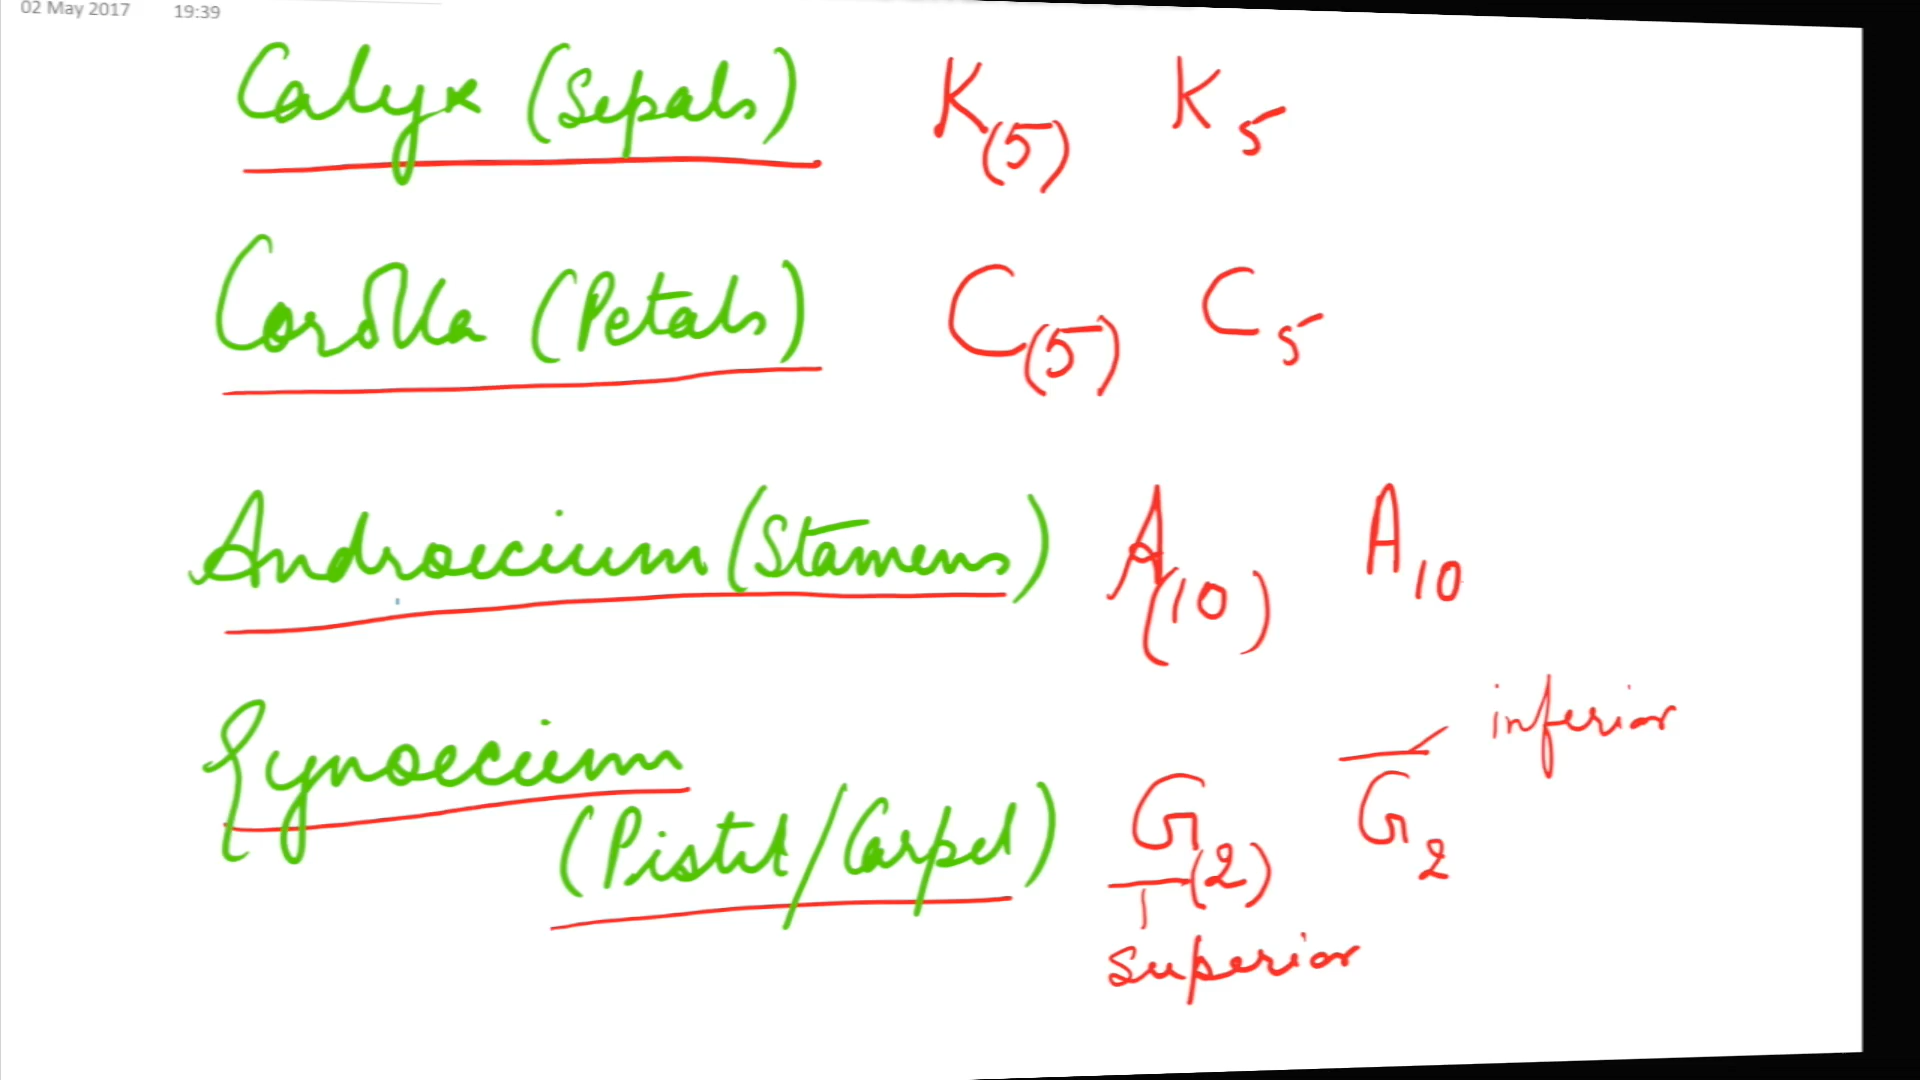 02 May 2017 19:39
Calyx (Sepals) K(5) K5
Corolla (Petals) C(5) C5
Androecium (Stamens) A(10) A10
inferior
Gynoecium
(Pistil/Carpel) G(2) G2
superior